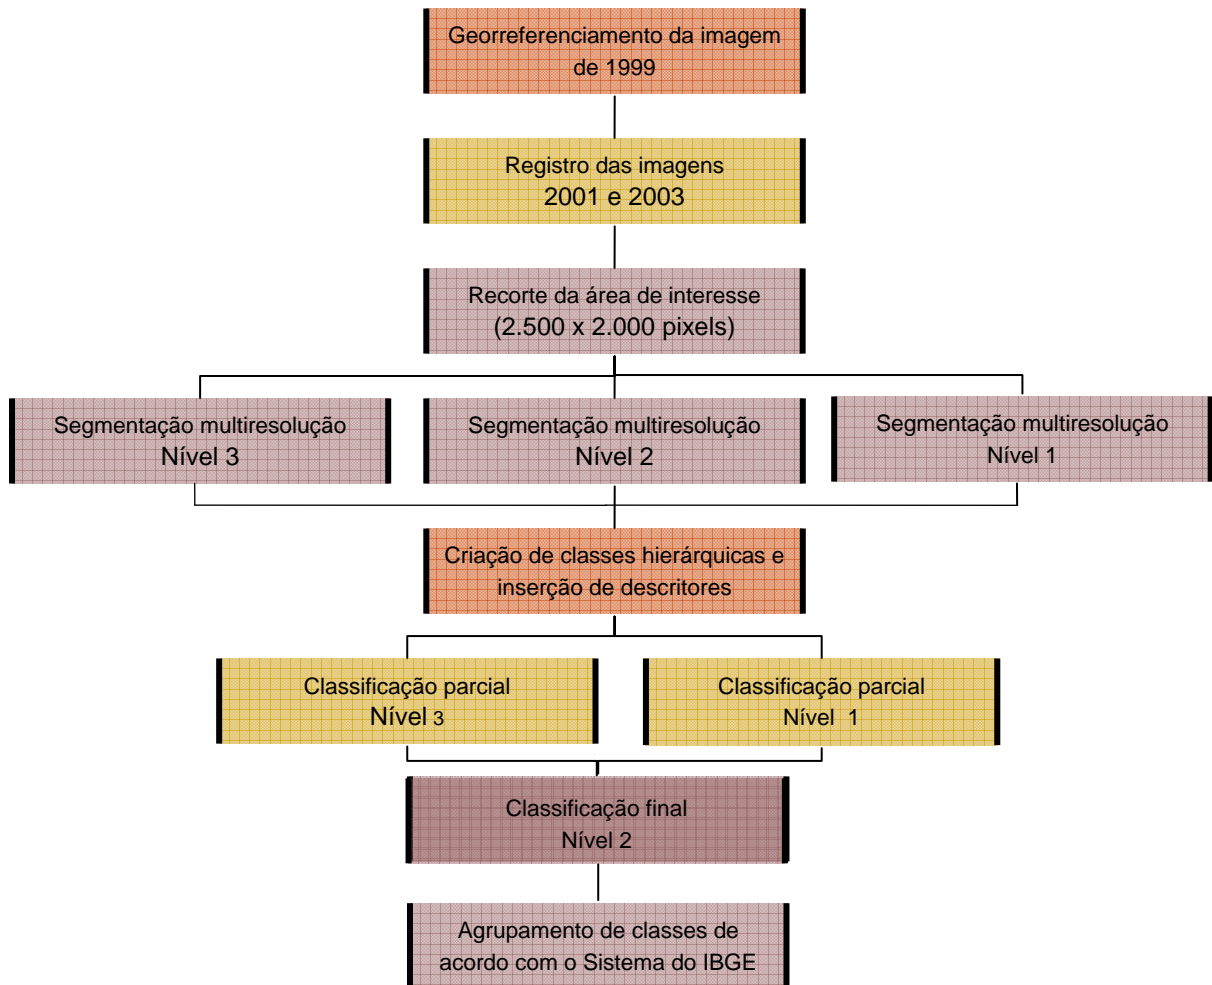 Georreferenciamento da imagem
de 1999
Registro das imagens
2001 e 2003
Recorte da área de interesse
(2.500 x 2.000 pixels)
Segmentação multiresolução
Nível 3
Segmentação multiresolução
Nível 2
Segmentação multiresolução
Nível 1
Criação de classes hierárquicas e
inserção de descritores
Classificação parcial
Nível 3
Classificação parcial
Nível 1
Classificação final
Nível 2
Agrupamento de classes de
acordo com o Sistema do IBGE